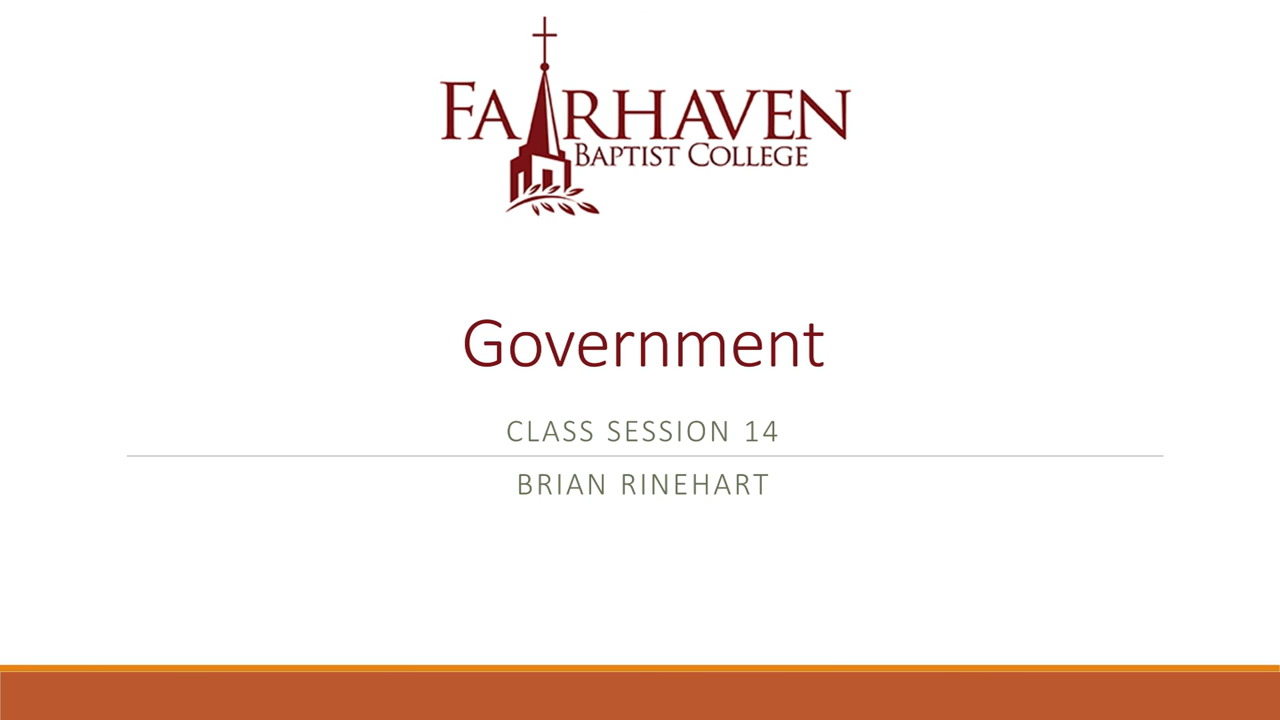 FAIRHAVEN
BAPTIST COLLEGE
Government
CLASS SESSION 14
BRIAN RINEHART